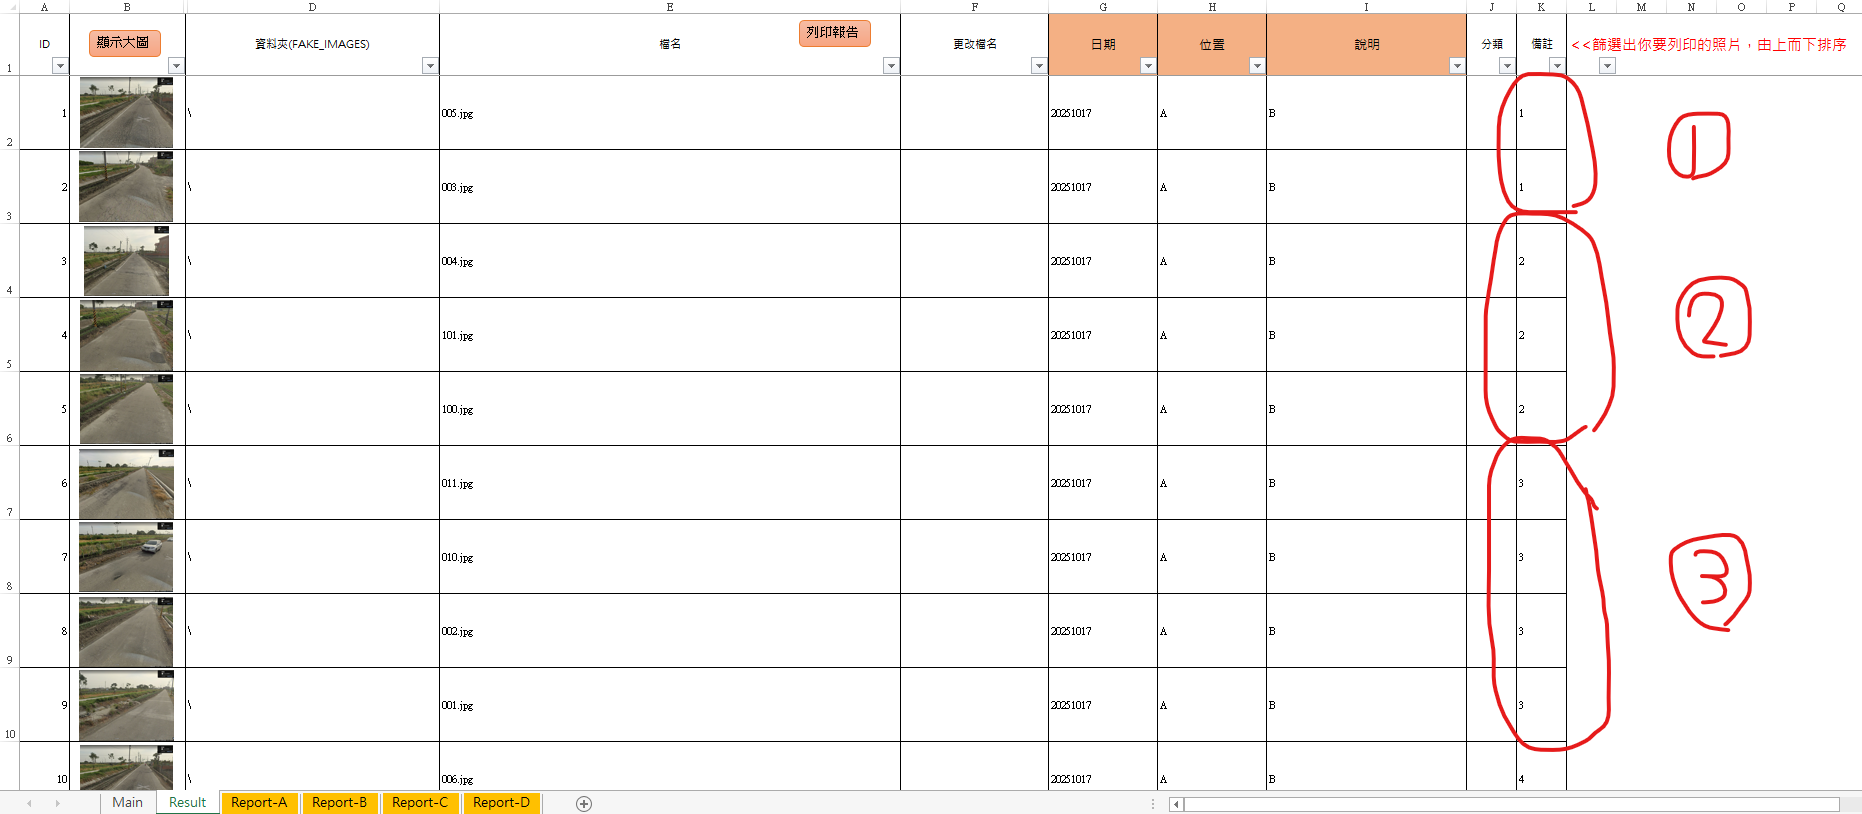 A B D E F G H I J K L M N O P Q
1 ID 顯示大圖 資料夾(FAKE_IMAGES) 檔名 列印報告 更改檔名 日期 位置 說明 分類 備註 <<篩選出你要列印的照片，由上而下排序
2 1 \ 005.jpg 20251017 A B 1
1
3 2 \ 003.jpg 20251017 A B 1
4 3 \ 004.jpg 20251017 A B 2
5 4 \ 101.jpg 20251017 A B 2
2
6 5 \ 100.jpg 20251017 A B 2
7 6 \ 011.jpg 20251017 A B 3
8 7 \ 010.jpg 20251017 A B 3
3
9 8 \ 002.jpg 20251017 A B 3
10 9 \ 001.jpg 20251017 A B 3
10 \ 006.jpg 20251017 A B 4
Main Result Report-A Report-B Report-C Report-D